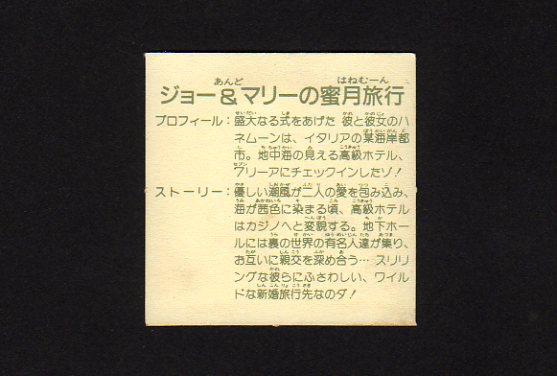 ジョー&マリーの蜜月旅行
プロフィール：盛大なる式をあげた 彼と彼女のハ
ネムーンは、イタリアの某海岸都
市。地中海の見える高級ホテル、
アリーアにチェックインしたゾ！
ストーリー：優しい潮風が二人の愛を包み込み、
海が茜色に染まる頃、高級ホテル
はカジノへと変貌する。地下ホー
ルには裏の世界の有名人達が集り、
お互いに親交を深め合う… スリリ
ングな彼らにふさわしい、ワイル
ドな新婚旅行先なのダ！